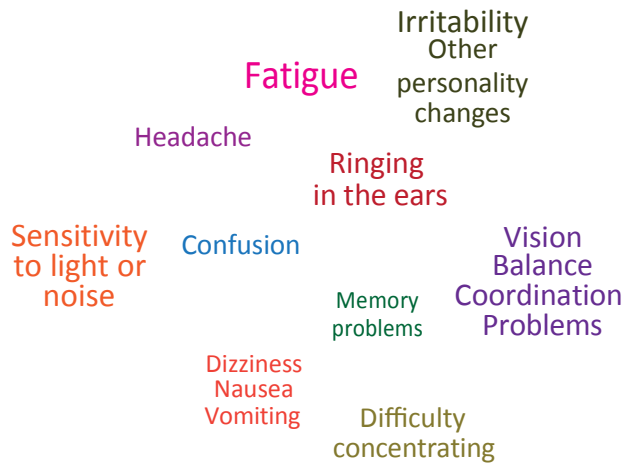 Irritability
Other
personality
changes
Fatigue
Headache
Ringing
in the ears
Sensitivity
to light or
noise
Confusion
Vision
Balance
Coordination
Problems
Memory
problems
Dizziness
Nausea
Vomiting
Difficulty
concentrating